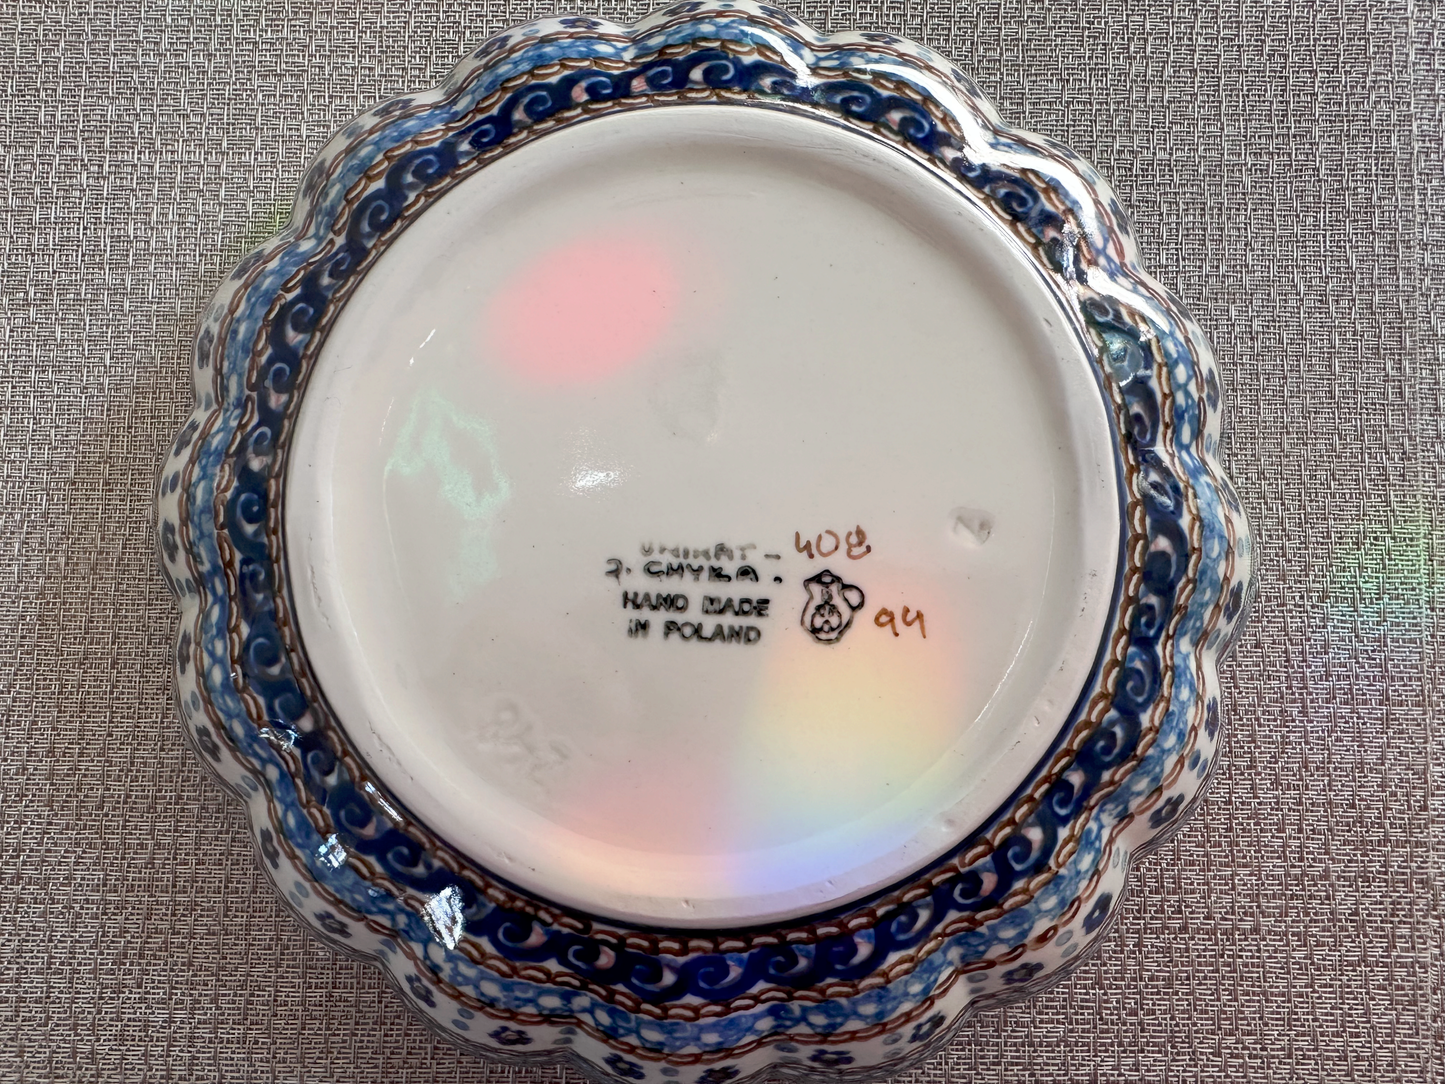 UNIKAT - 408
J. CHYŁA.
HAND MADE
IN POLAND
94